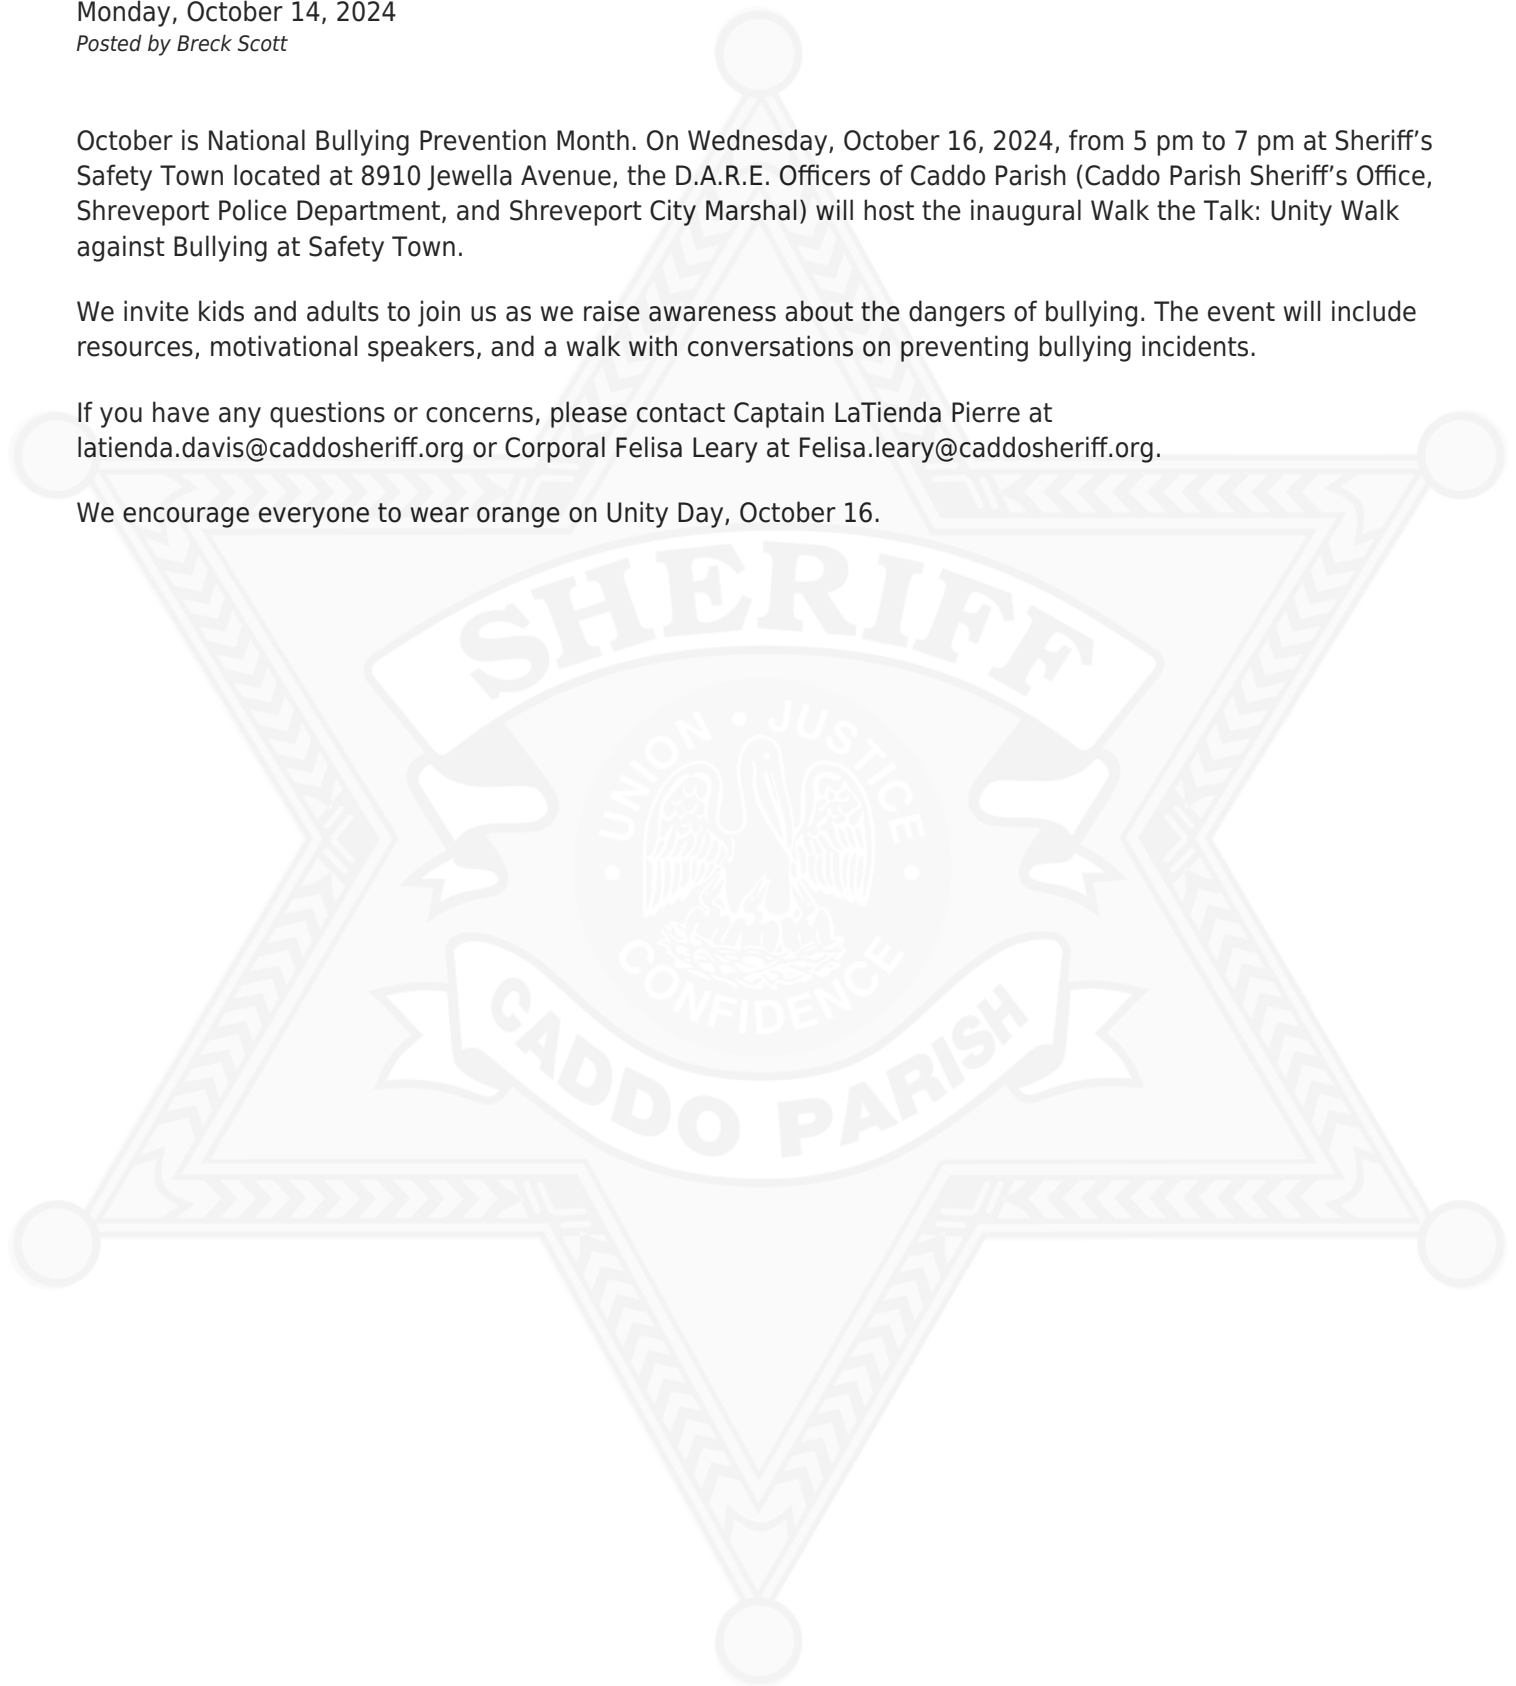 Monday, October 14, 2024
Posted by Breck Scott
October is National Bullying Prevention Month. On Wednesday, October 16, 2024, from 5 pm to 7 pm at Sheriff’s
Safety Town located at 8910 Jewella Avenue, the D.A.R.E. Officers of Caddo Parish (Caddo Parish Sheriff’s Office,
Shreveport Police Department, and Shreveport City Marshal) will host the inaugural Walk the Talk: Unity Walk
against Bullying at Safety Town.
We invite kids and adults to join us as we raise awareness about the dangers of bullying. The event will include
resources, motivational speakers, and a walk with conversations on preventing bullying incidents.
If you have any questions or concerns, please contact Captain LaTienda Pierre at
latienda.davis@caddosheriff.org or Corporal Felisa Leary at Felisa.leary@caddosheriff.org.
We encourage everyone to wear orange on Unity Day, October 16.
SHERIFF
UNION • JUSTICE
• CONFIDENCE •
CADDO PARISH